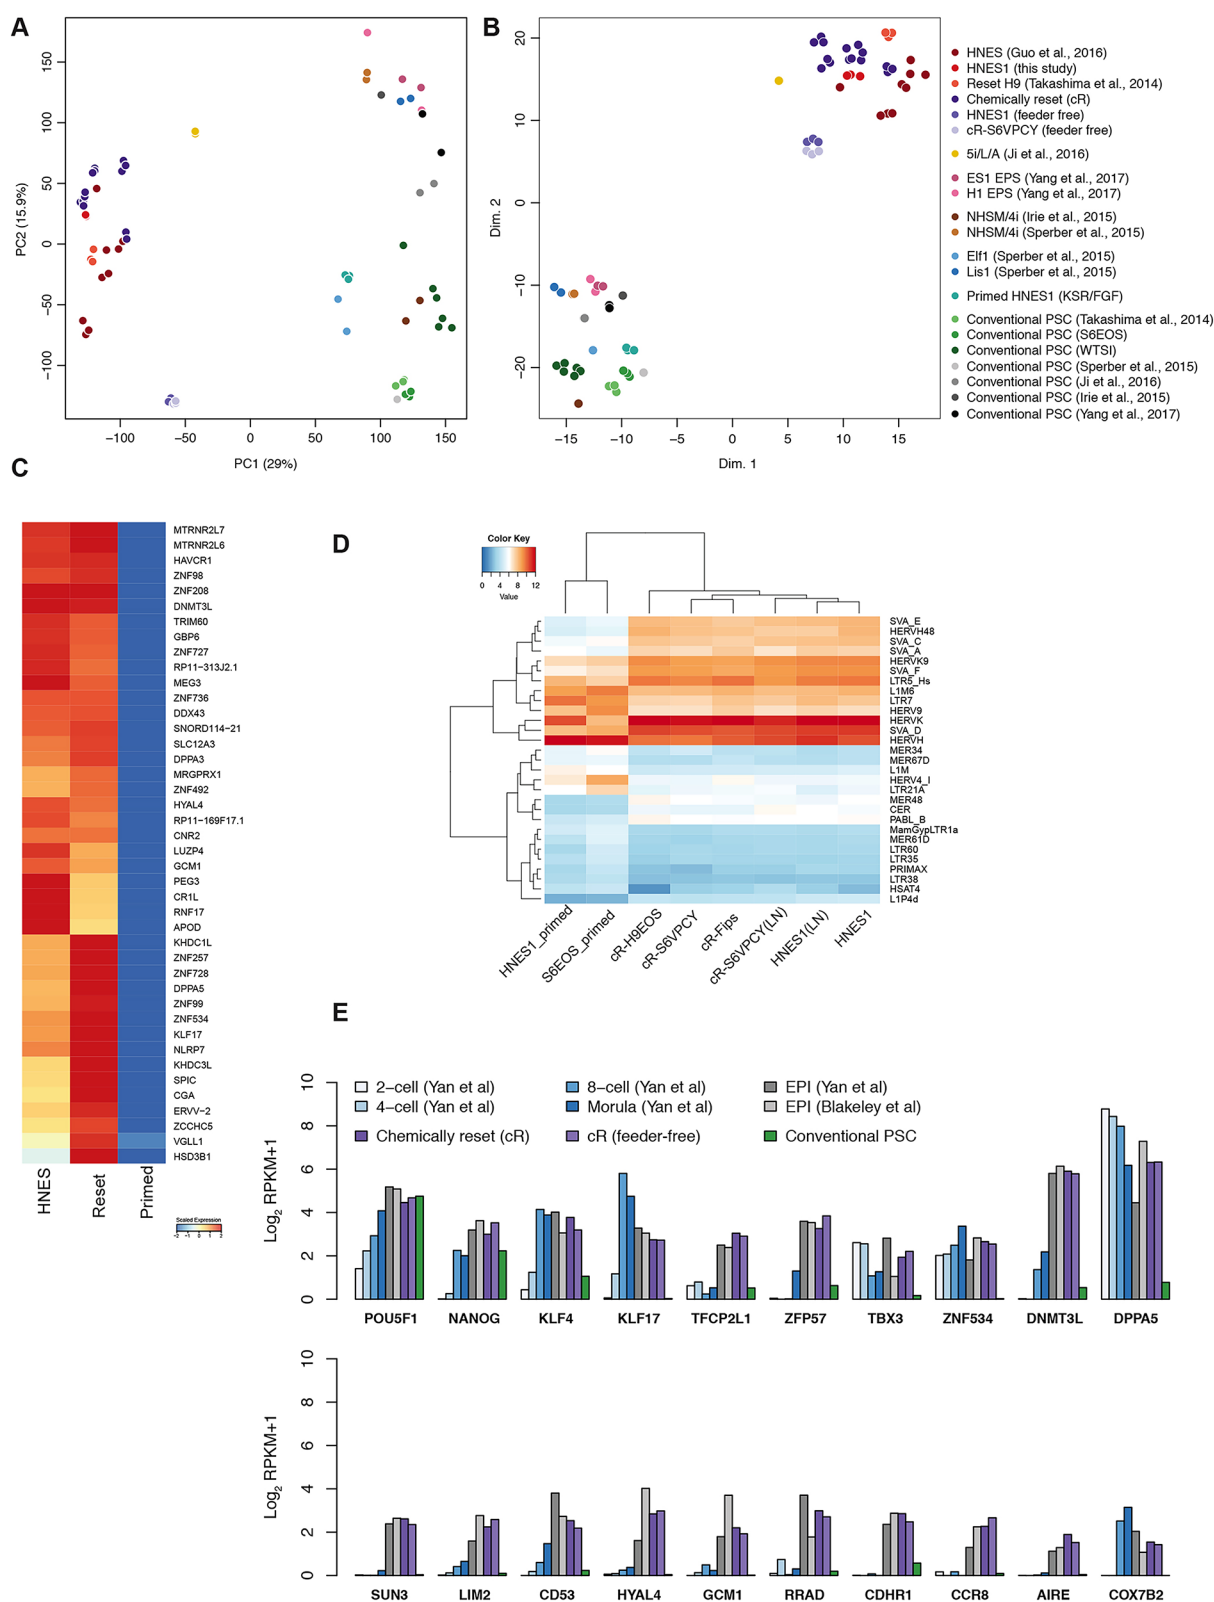 A
B
150
100
50
0
−50
−100
PC2 (15.9%)
−100
−50
0
50
100
150
PC1 (29%)
20
10
0
−10
−20
Dim. 2
−15
−10
−5
0
5
10
15
Dim. 1
HNES (Guo et al., 2016)
HNES1 (this study)
Reset H9 (Takashima et al., 2014)
Chemically reset (cR)
HNES1 (feeder free)
cR-S6VPCY (feeder free)
5i/L/A (Ji et al., 2016)
ES1 EPS (Yang et al., 2017)
H1 EPS (Yang et al., 2017)
NHSM/4i (Irie et al., 2015)
NHSM/4i (Sperber et al., 2015)
Elf1 (Sperber et al., 2015)
Lis1 (Sperber et al., 2015)
Primed HNES1 (KSR/FGF)
Conventional PSC (Takashima et al., 2014)
Conventional PSC (S6EOS)
Conventional PSC (WTSI)
Conventional PSC (Sperber et al., 2015)
Conventional PSC (Ji et al., 2016)
Conventional PSC (Irie et al., 2015)
Conventional PSC (Yang et al., 2017)
C
MTRNR2L7
MTRNR2L6
HAVCR1
ZNF98
ZNF208
DNMT3L
TRIM60
GBP6
ZNF727
RP11−313J2.1
MEG3
ZNF736
DDX43
SNORD114−21
SLC12A3
DPPA3
MRGPRX1
ZNF492
HYAL4
RP11−169F17.1
CNR2
LUZP4
GCM1
PEG3
CR1L
RNF17
APOD
KHDC1L
ZNF257
ZNF728
DPPA5
ZNF99
ZNF534
KLF17
NLRP7
KHDC3L
SPIC
CGA
ERVV−2
ZCCHC5
VGLL1
HSD3B1
HNES
Reset
Primed
Scaled Expression
−2 −1 0 1 2
D
Color Key
0 4 8 12
Value
SVA_E
HERVH48
SVA_C
SVA_A
HERVK9
SVA_F
LTR5_Hs
L1M6
LTR7
HERV9
HERVK
SVA_D
HERVH
MER34
MER67D
L1M
HERV4_I
LTR21A
MER48
CER
PABL_B
MamGypLTR1a
MER61D
LTR60
LTR35
PRIMAX
LTR38
HSAT4
L1P4d
HNES1_primed
S6EOS_primed
cR-H9EOS
cR-S6VPCY
cR-Fips
cR-S6VPCY(LN)
HNES1(LN)
HNES1
E
2−cell (Yan et al)
4−cell (Yan et al)
Chemically reset (cR)
8−cell (Yan et al)
Morula (Yan et al)
cR (feeder-free)
EPI (Yan et al)
EPI (Blakeley et al)
Conventional PSC
10
8
6
4
2
0
Log2 RPKM+1
POU5F1 NANOG KLF4 KLF17 TFCP2L1 ZFP57 TBX3 ZNF534 DNMT3L DPPA5
10
8
6
4
2
0
Log2 RPKM+1
SUN3 LIM2 CD53 HYAL4 GCM1 RRAD CDHR1 CCR8 AIRE COX7B2